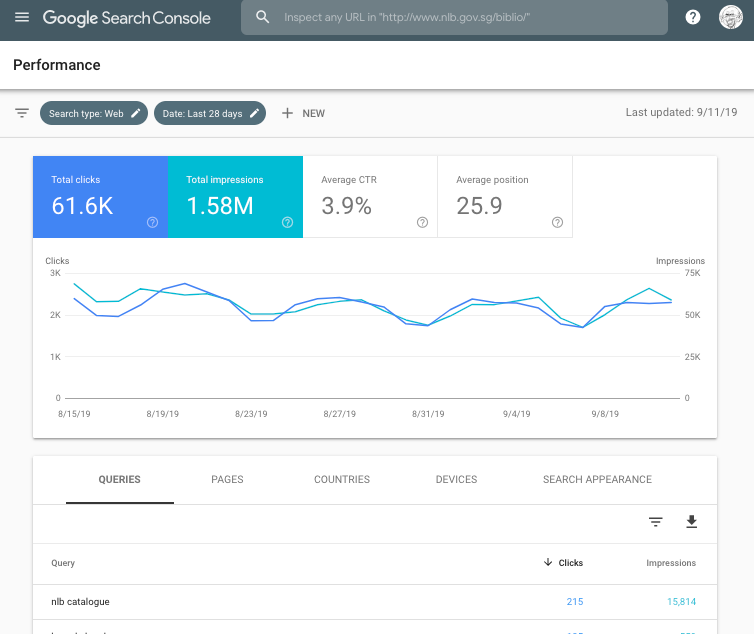 Google Search Console
Inspect any URL in "http://www.nlb.gov.sg/biblio/"
Performance
Search type: Web
Date: Last 28 days
NEW
Last updated: 9/11/19
Total clicks
61.6K
Total impressions
1.58M
Average CTR
3.9%
Average position
25.9
Clicks
Impressions
3K
75K
2K
50K
1K
25K
0
0
8/15/19 8/19/19 8/23/19 8/27/19 8/31/19 9/4/19 9/8/19
QUERIES PAGES COUNTRIES DEVICES SEARCH APPEARANCE
Query Clicks Impressions
nlb catalogue 215 15,814